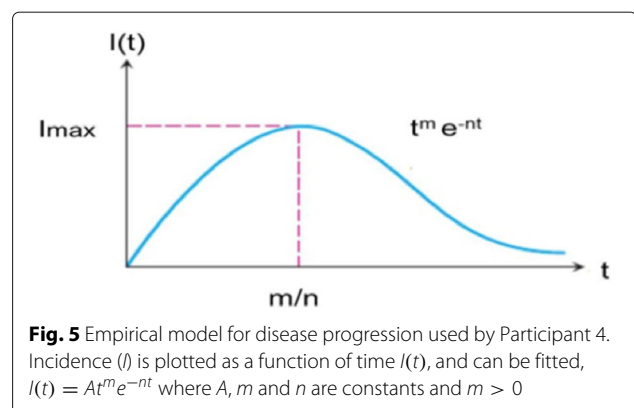 I(t)
Imax
t^m e^-nt
t
m/n
Fig. 5 Empirical model for disease progression used by Participant 4.
Incidence (I) is plotted as a function of time I(t), and can be fitted,
I(t) = At^m e^−nt where A, m and n are constants and m > 0